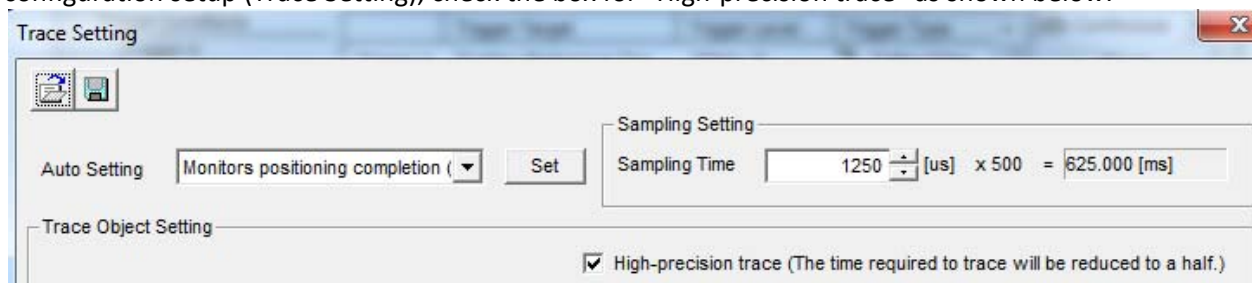 configuration setup (Trace Setting), check the box for "High-precision trace" as shown below:
Trace Setting
Sampling Setting
Auto Setting Monitors positioning completion ( Set Sampling Time 1250 [us] x 500 = 625.000 [ms]
Trace Object Setting
High-precision trace (The time required to trace will be reduced to a half.)